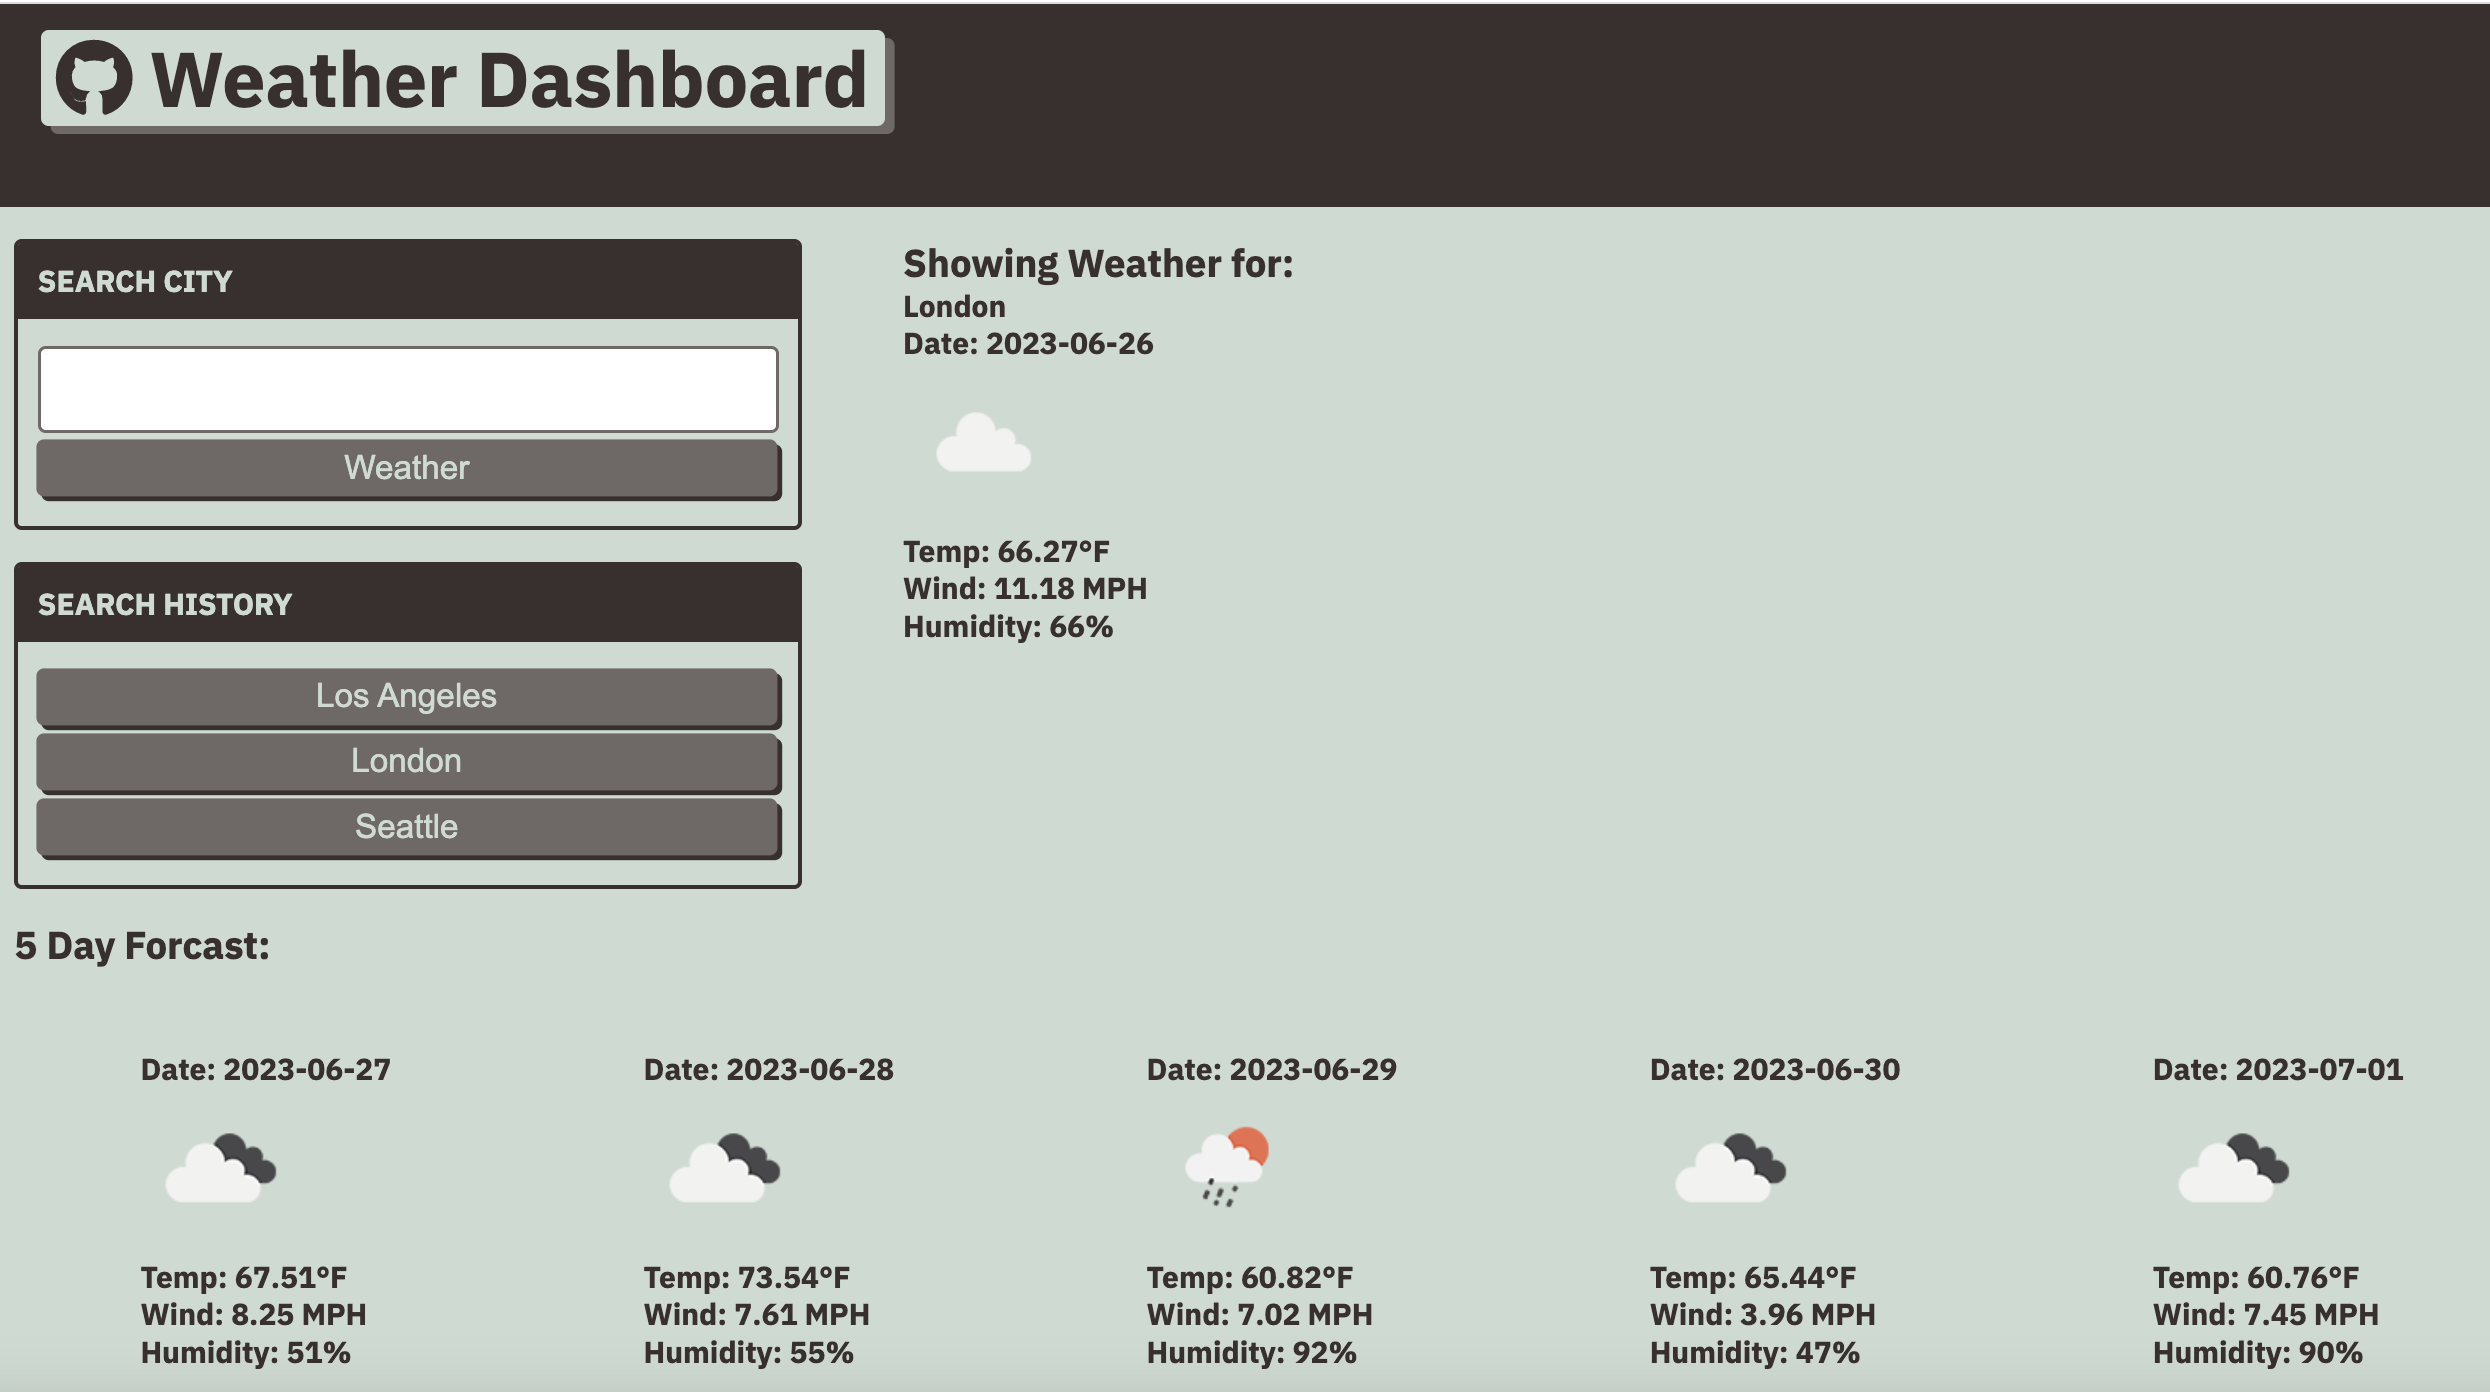 Weather Dashboard
SEARCH CITY
Weather
SEARCH HISTORY
Los Angeles
London
Seattle
Showing Weather for:
London
Date: 2023-06-26
Temp: 66.27°F
Wind: 11.18 MPH
Humidity: 66%
5 Day Forcast:
Date: 2023-06-27
Temp: 67.51°F
Wind: 8.25 MPH
Humidity: 51%
Date: 2023-06-28
Temp: 73.54°F
Wind: 7.61 MPH
Humidity: 55%
Date: 2023-06-29
Temp: 60.82°F
Wind: 7.02 MPH
Humidity: 92%
Date: 2023-06-30
Temp: 65.44°F
Wind: 3.96 MPH
Humidity: 47%
Date: 2023-07-01
Temp: 60.76°F
Wind: 7.45 MPH
Humidity: 90%